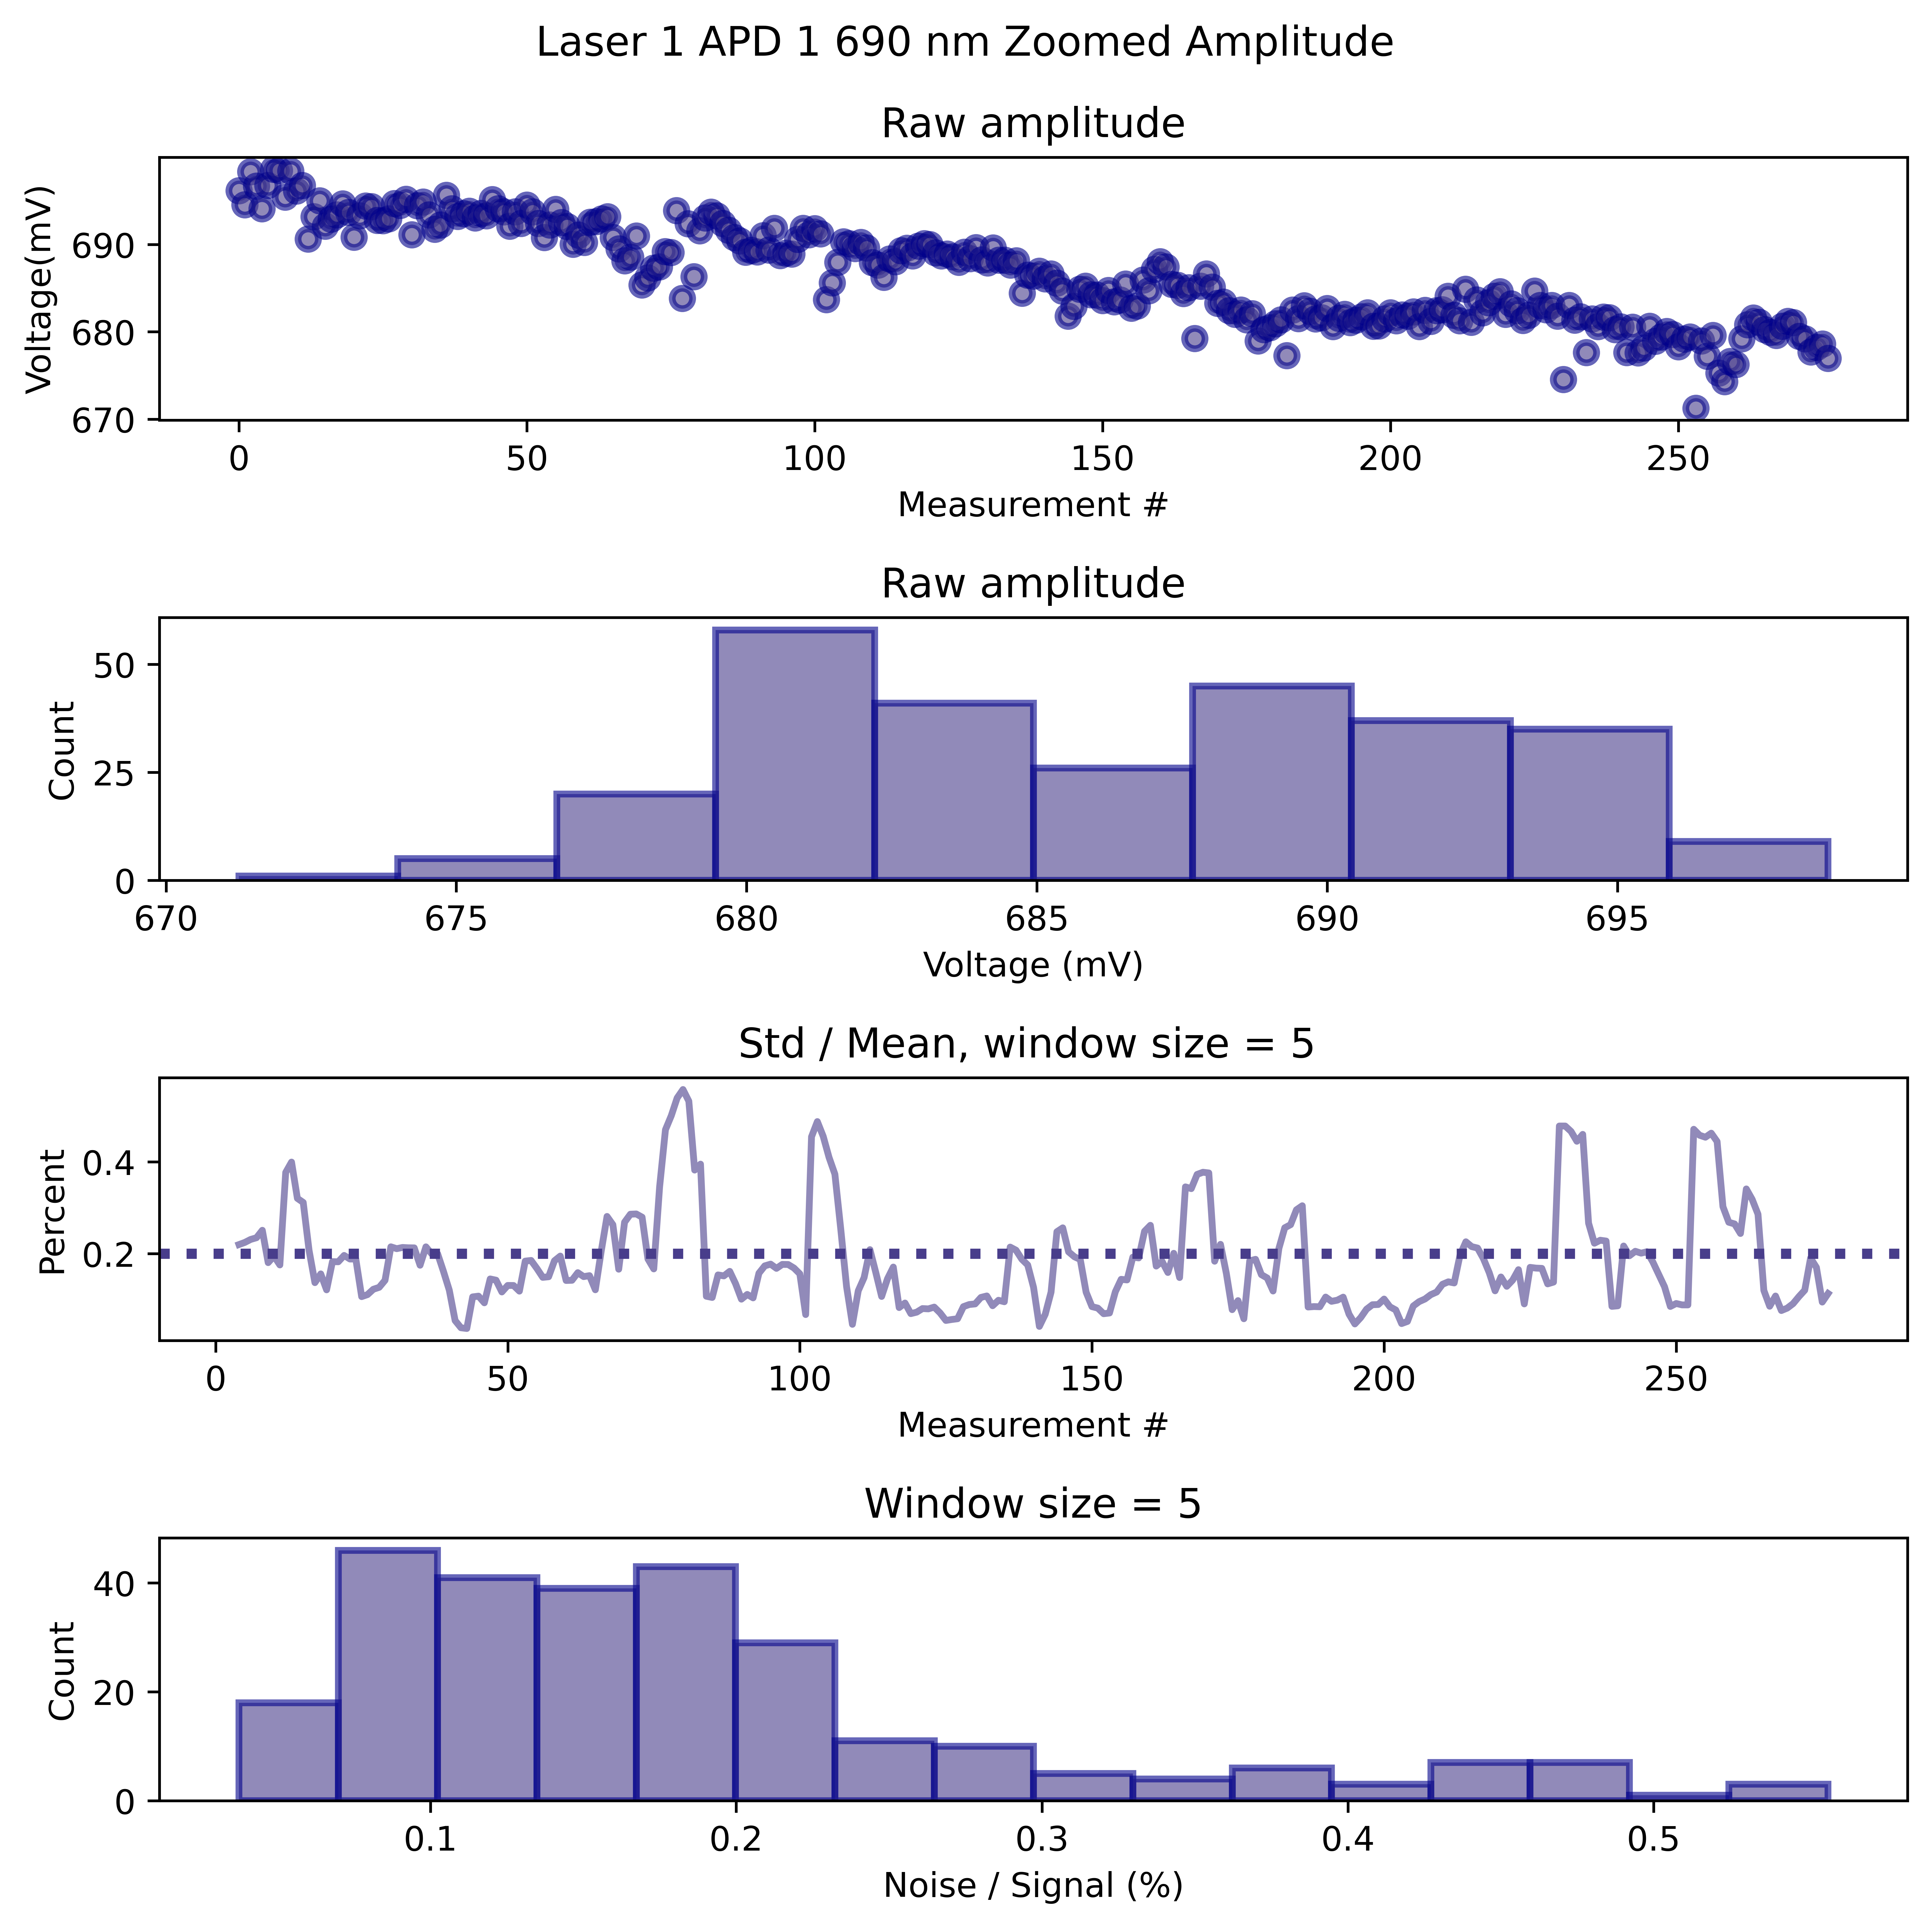 Laser 1 APD 1 690 nm Zoomed Amplitude
Raw amplitude
Voltage(mV)
690
680
670
0 50 100 150 200 250
Measurement #
Raw amplitude
Count
50
25
0
670 675 680 685 690 695
Voltage (mV)
Std / Mean, window size = 5
Percent
0.4
0.2
0 50 100 150 200 250
Measurement #
Window size = 5
Count
40
20
0
0.1 0.2 0.3 0.4 0.5
Noise / Signal (%)